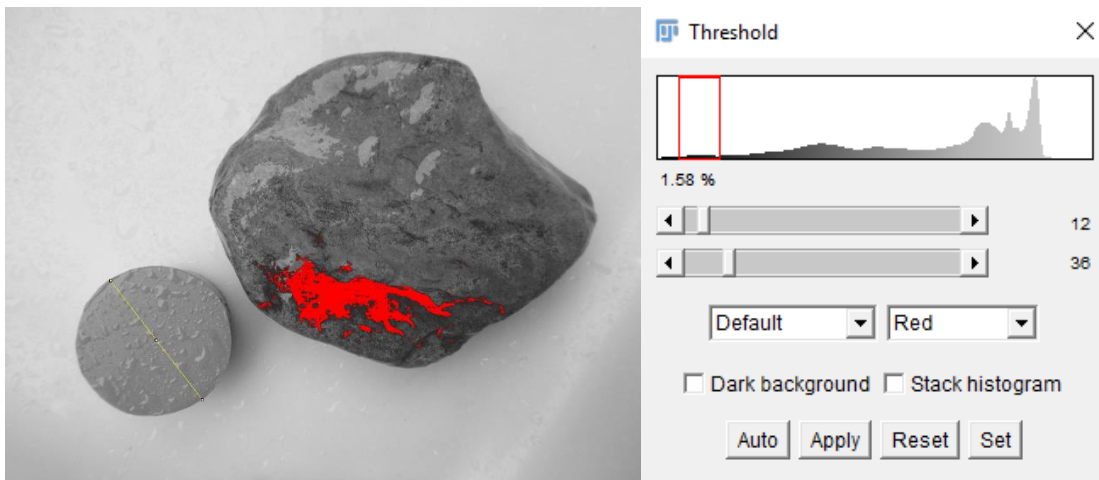 Threshold
1.58 %
12
36
Default Red
Dark background Stack histogram
Auto Apply Reset Set